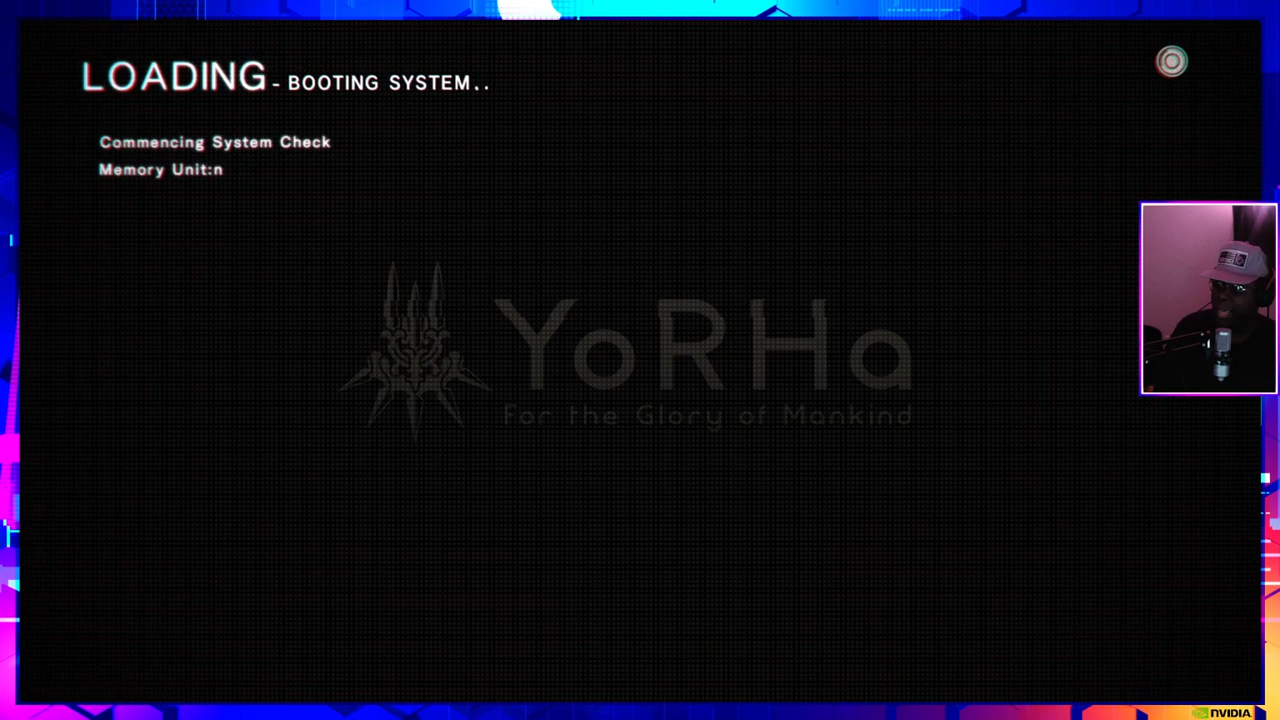 LOADING - BOOTING SYSTEM..
Commencing System Check
Memory Unit:n
YoRHa
For the Glory of Mankind
NVIDIA